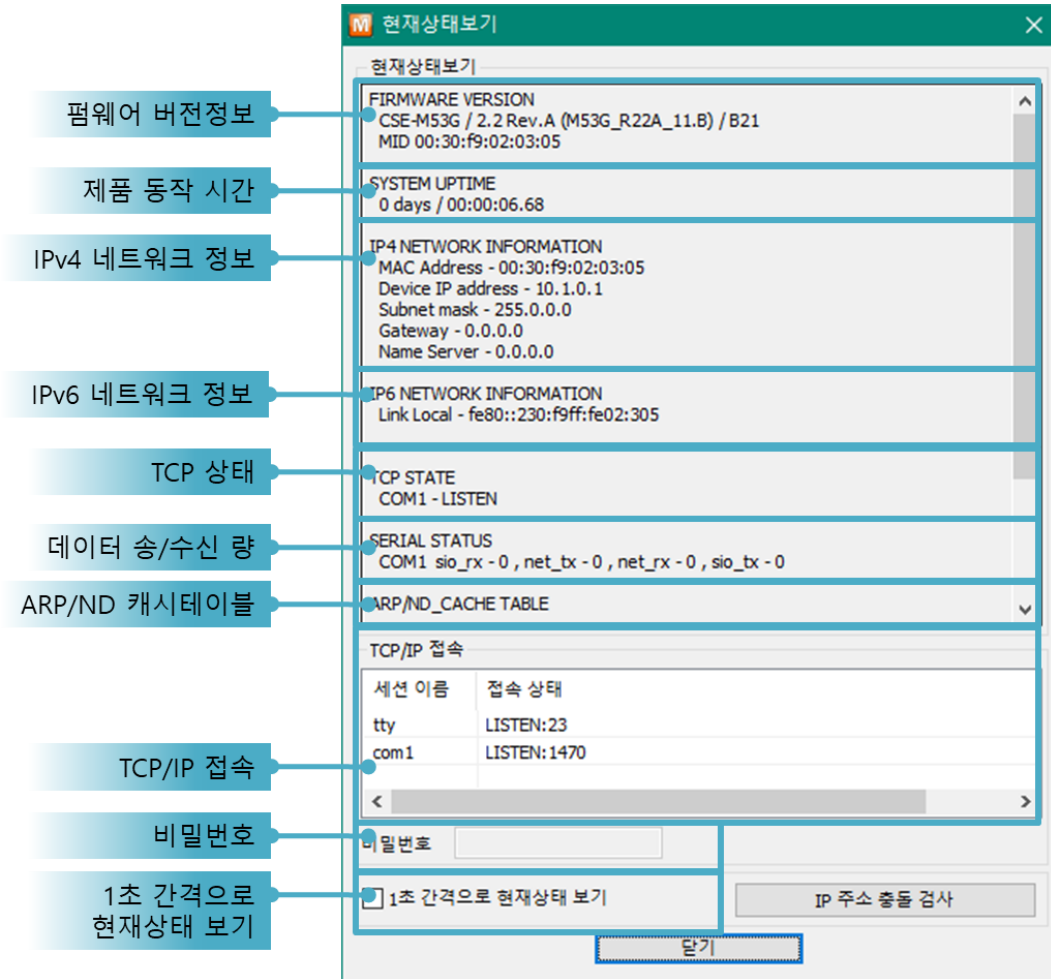 M 현재상태보기
현재상태보기
펌웨어 버전정보
FIRMWARE VERSION
CSE-M53G / 2.2 Rev.A (M53G_R22A_11.B) / B21
MID 00:30:f9:02:03:05
제품 동작 시간
SYSTEM UPTIME
0 days / 00:00:06.68
IPv4 네트워크 정보
IP4 NETWORK INFORMATION
MAC Address - 00:30:f9:02:03:05
Device IP address - 10.1.0.1
Subnet mask - 255.0.0.0
Gateway - 0.0.0.0
Name Server - 0.0.0.0
IPv6 네트워크 정보
IP6 NETWORK INFORMATION
Link Local - fe80::230:f9ff:fe02:305
TCP 상태
TCP STATE
COM1 - LISTEN
데이터 송/수신 량
SERIAL STATUS
COM1 sio_rx - 0 , net_tx - 0 , net_rx - 0 , sio_tx - 0
ARP/ND 캐시테이블
ARP/ND_CACHE TABLE
TCP/IP 접속
세션 이름 접속 상태
tty LISTEN:23
com1 LISTEN:1470
TCP/IP 접속
비밀번호
비밀번호
1초 간격으로
현재상태 보기
1초 간격으로 현재상태 보기
IP 주소 충돌 검사
닫기